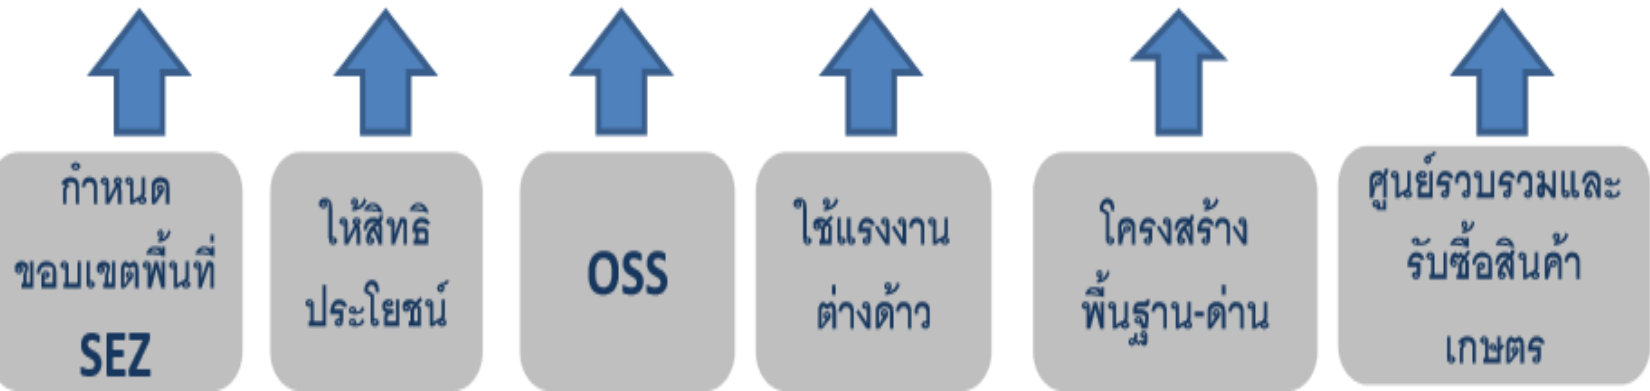 กำหนด
ขอบเขตพื้นที่
SEZ
ให้สิทธิ
ประโยชน์
OSS
ใช้แรงงาน
ต่างด้าว
โครงสร้าง
พื้นฐาน-ด่าน
ศูนย์รวบรวมและ
รับซื้อสินค้า
เกษตร